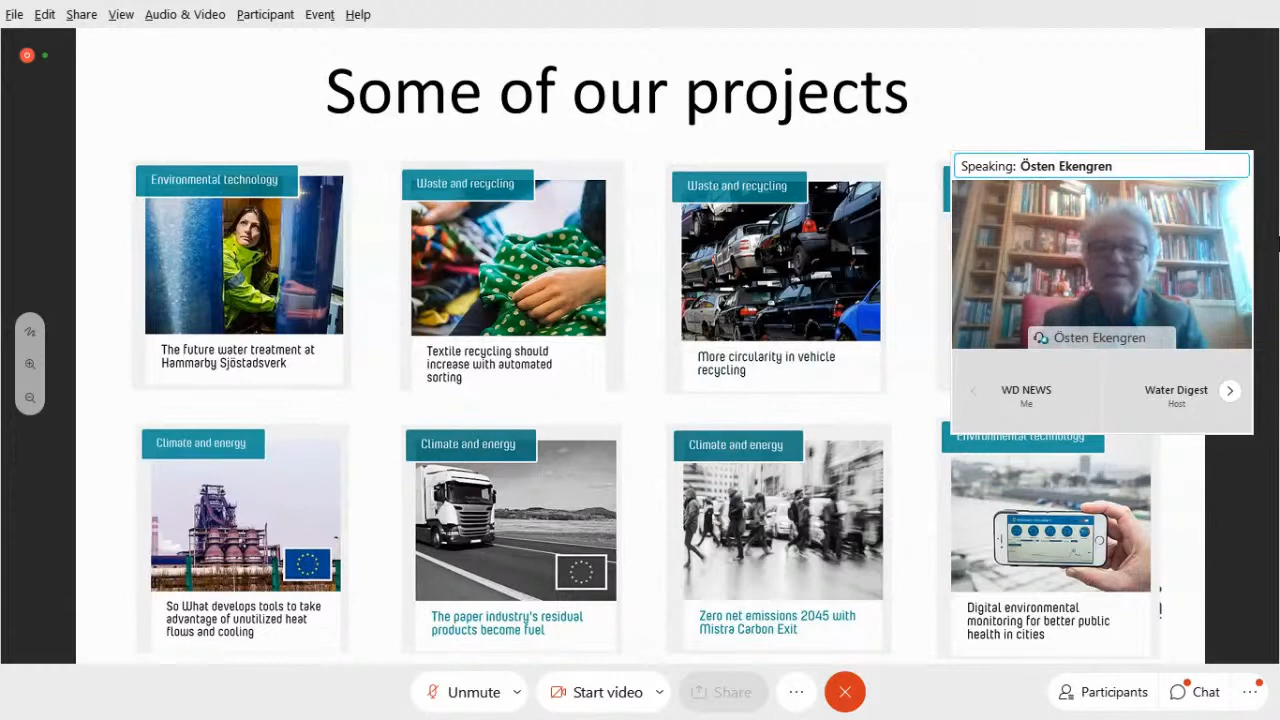 File Edit Share View Audio & Video Participant Event Help
Some of our projects
Environmental technology
The future water treatment at
Hammarby Sjöstadsverk
Waste and recycling
Textile recycling should
increase with automated
sorting
Waste and recycling
More circularity in vehicle
recycling
Speaking: Östen Ekengren
Östen Ekengren
WD NEWS
Me
Water Digest
Host
Climate and energy
So What develops tools to take
advantage of unutilized heat
flows and cooling
Climate and energy
The paper industry's residual
products become fuel
Climate and energy
Zero net emissions 2045 with
Mistra Carbon Exit
Environmental technology
Digital environmental
monitoring for better public
health in cities
Unmute
Start video
Share
Participants
Chat